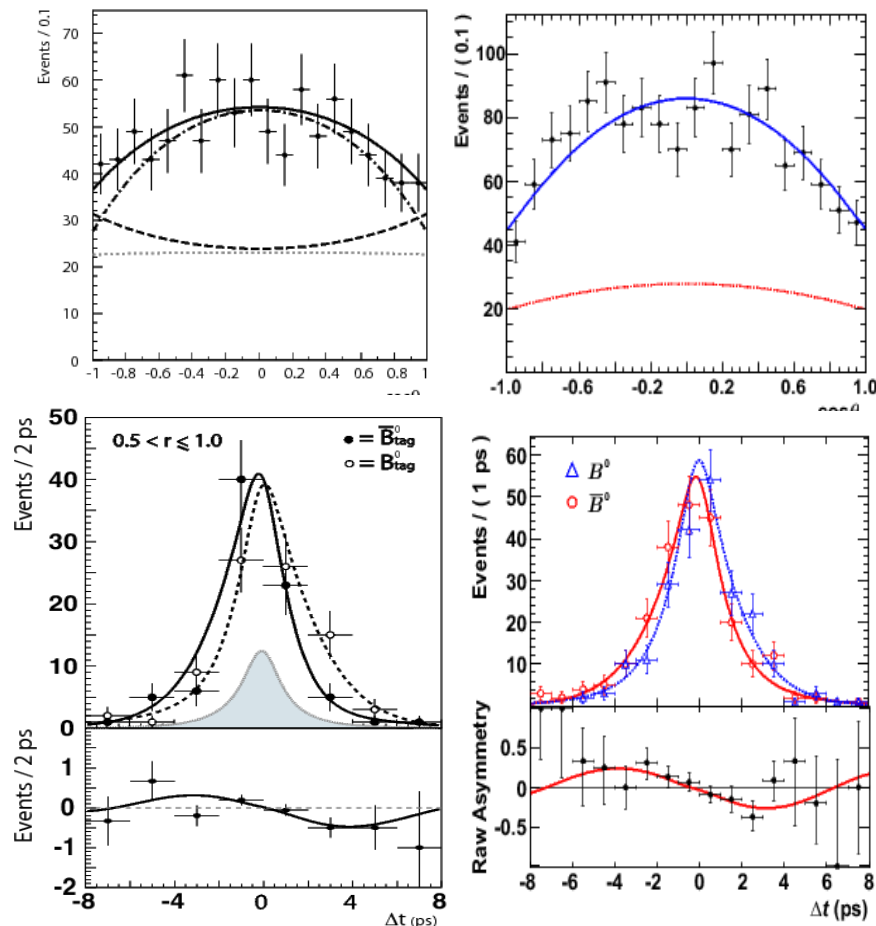 Events / 0.1
70
60
50
40
30
20
10
0
-1 -0.8 -0.6 -0.4 -0.2 0 0.2 0.4 0.6 0.8 1
Events / ( 0.1 )
100
80
60
40
20
-1.0 -0.6 -0.2 0.2 0.6 1.0
Events / 2 ps
50
40
30
20
10
0
0.5 < r ⩽ 1.0
● = B̅⁰tag
○ = B⁰tag
Events / 2 ps
1
0
-1
-2
-8 -4 0 4 8
Δt (ps)
Events / ( 1 ps )
60
50
40
30
20
10
B⁰
B̅⁰
Raw Asymmetry
0.5
0
-0.5
-8 -6 -4 -2 0 2 4 6 8
Δt (ps)